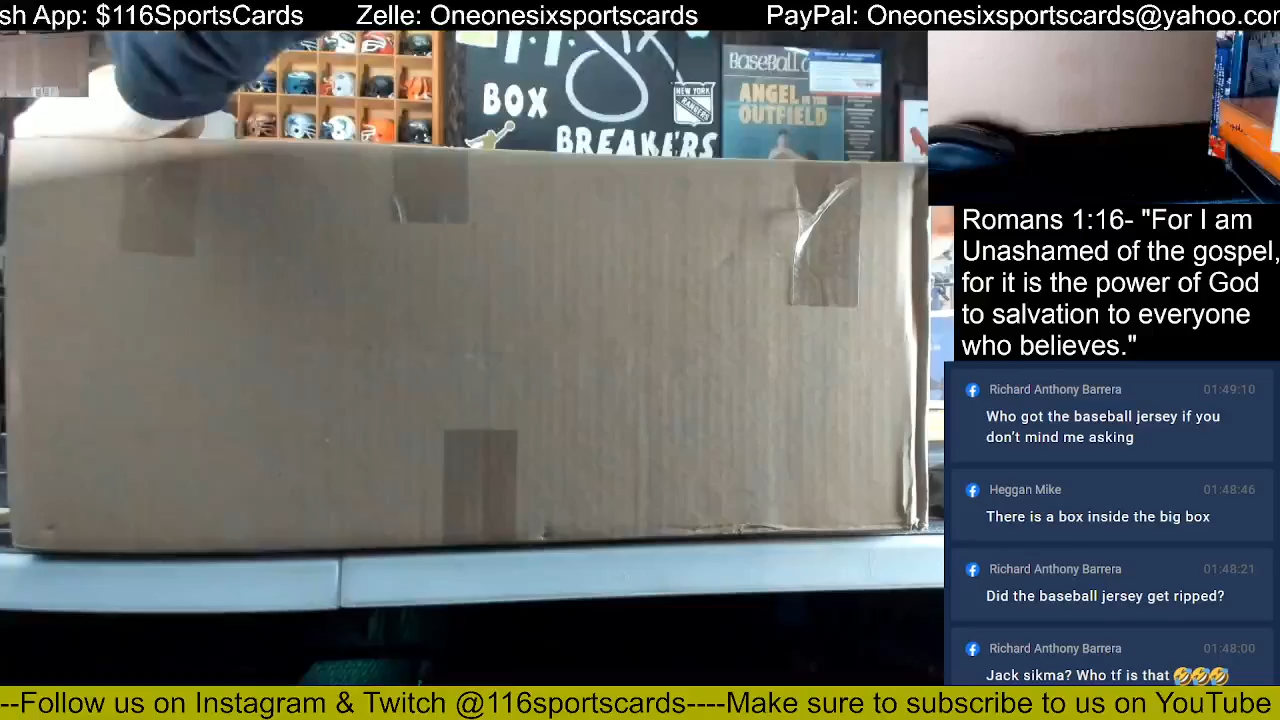 sh App: $116SportsCards Zelle: Oneonesixsportscards PayPal: Oneonesixsportscards@yahoo.com
BOX
BREAKERS
NEW YORK
RANGERS
BaseBall
ANGEL IN THE
OUTFIELD
Romans 1:16- "For I am
Unashamed of the gospel,
for it is the power of God
to salvation to everyone
who believes."
Richard Anthony Barrera 01:49:10
Who got the baseball jersey if you
don't mind me asking
Heggan Mike 01:48:46
There is a box inside the big box
Richard Anthony Barrera 01:48:21
Did the baseball jersey get ripped?
Richard Anthony Barrera 01:48:00
Jack sikma? Who tf is that 🤣🤣🤣
--Follow us on Instagram & Twitch @116sportscards----Make sure to subscribe to us on YouTube